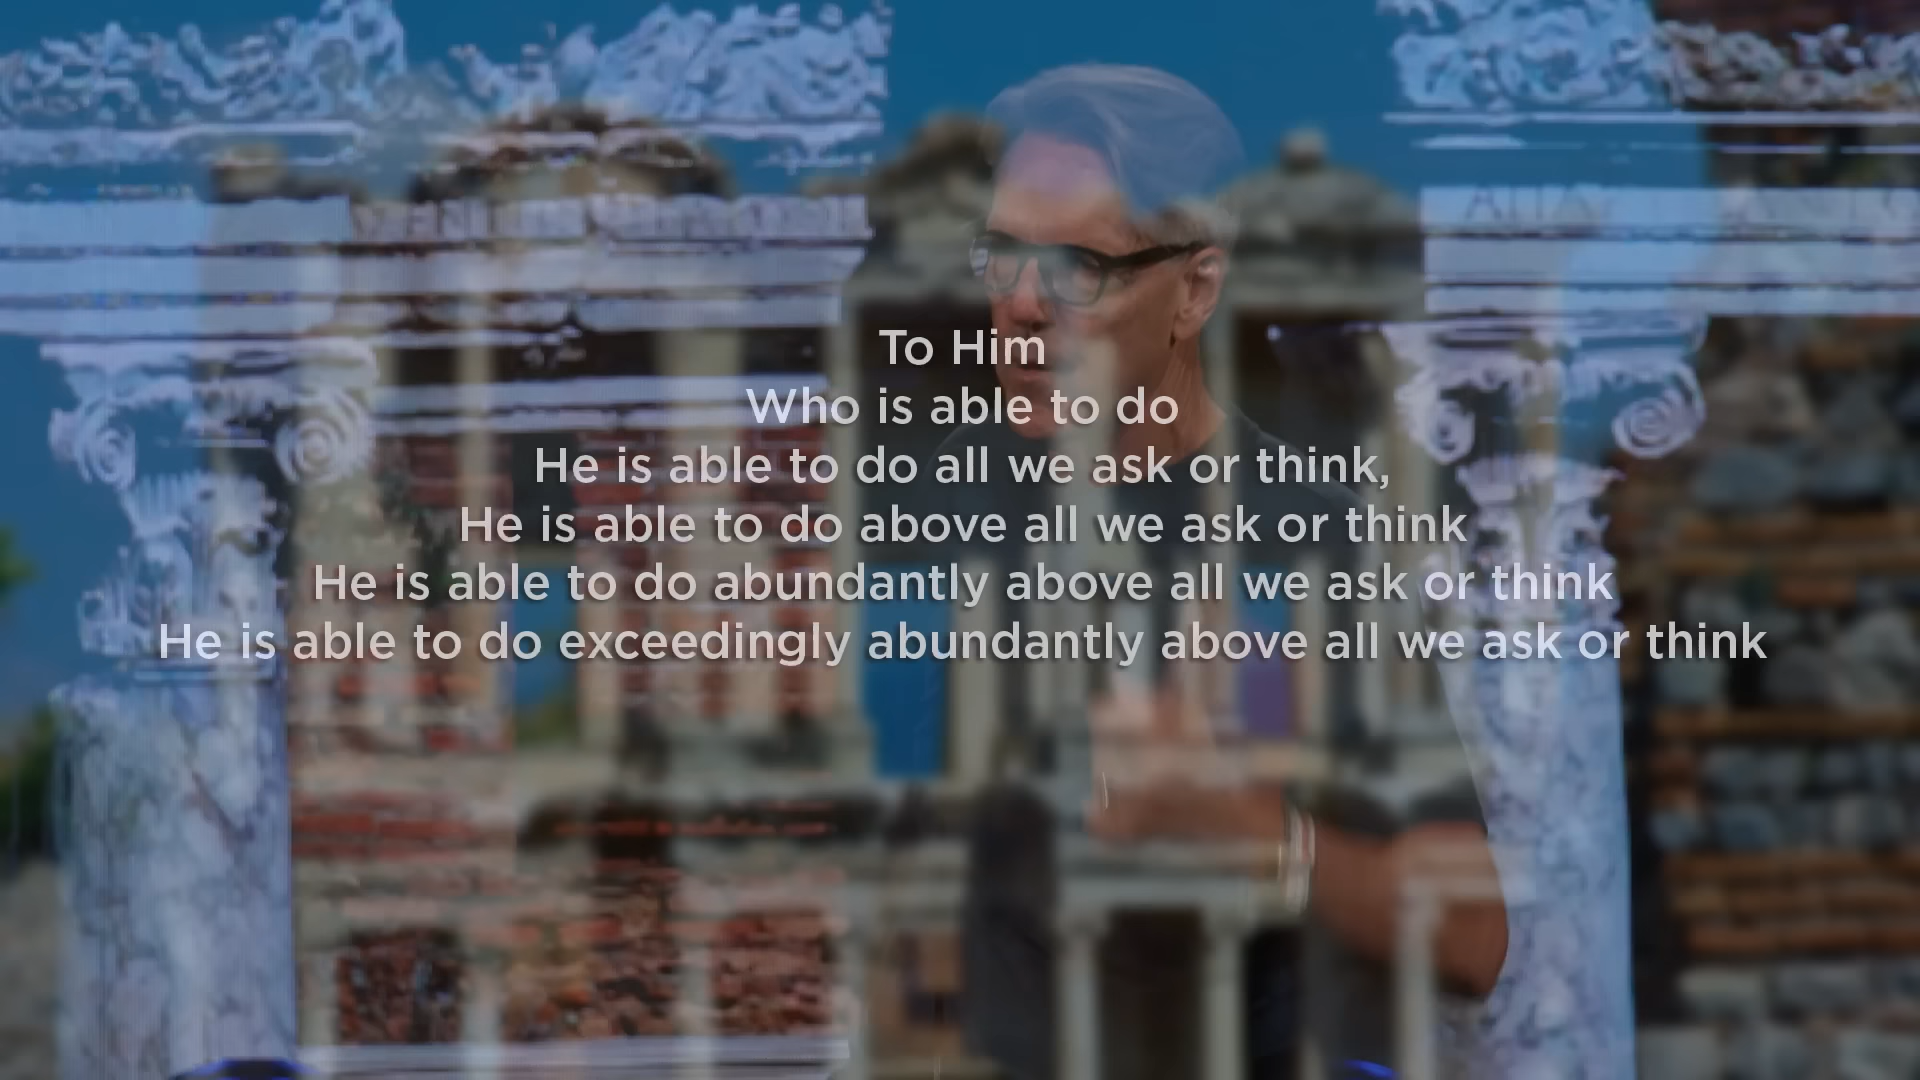 To Him
Who is able to do
He is able to do all we ask or think,
He is able to do above all we ask or think
He is able to do abundantly above all we ask or think
He is able to do exceedingly abundantly above all we ask or think